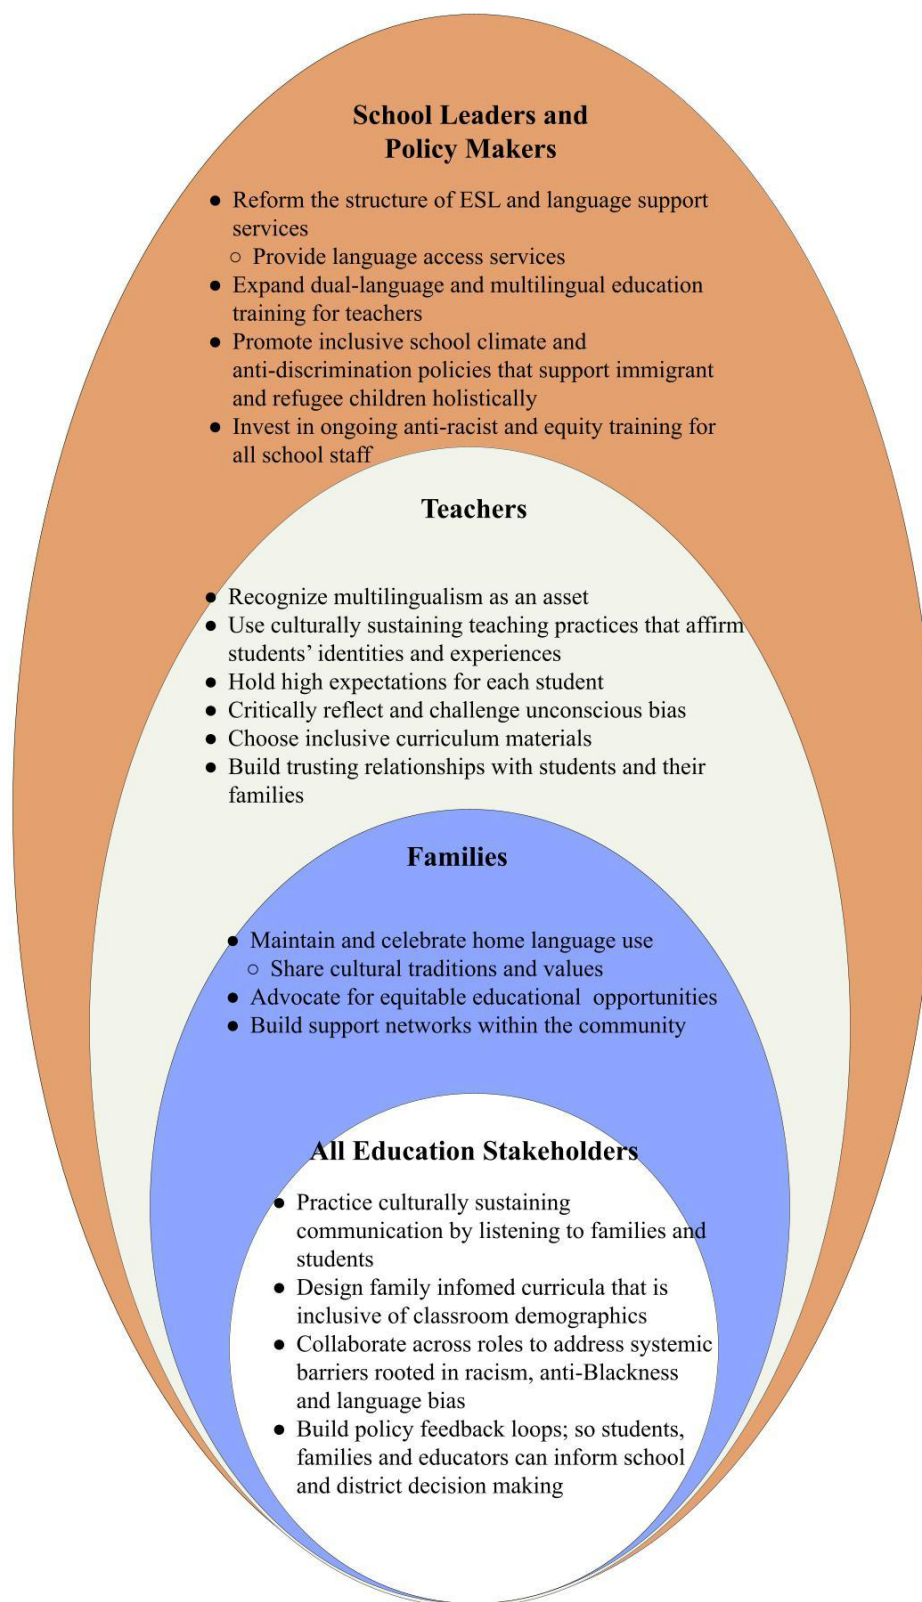 School Leaders and
Policy Makers
● Reform the structure of ESL and language support
services
○ Provide language access services
● Expand dual-language and multilingual education
training for teachers
● Promote inclusive school climate and
anti-discrimination policies that support immigrant
and refugee children holistically
● Invest in ongoing anti-racist and equity training for
all school staff
Teachers
● Recognize multilingualism as an asset
● Use culturally sustaining teaching practices that affirm
students’ identities and experiences
● Hold high expectations for each student
● Critically reflect and challenge unconscious bias
● Choose inclusive curriculum materials
● Build trusting relationships with students and their
families
Families
● Maintain and celebrate home language use
○ Share cultural traditions and values
● Advocate for equitable educational opportunities
● Build support networks within the community
All Education Stakeholders
● Practice culturally sustaining
communication by listening to families and
students
● Design family infomed curricula that is
inclusive of classroom demographics
● Collaborate across roles to address systemic
barriers rooted in racism, anti-Blackness
and language bias
● Build policy feedback loops; so students,
families and educators can inform school
and district decision making